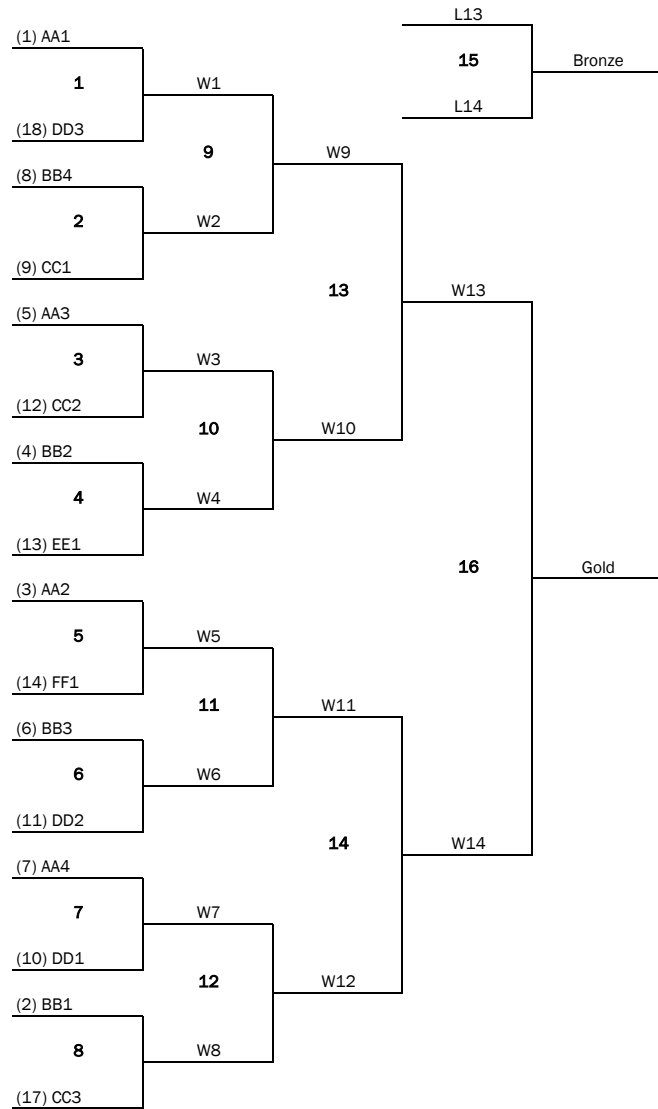 L13
(1) AA1
15
Bronze
1
W1
L14
(18) DD3
9
W9
(8) BB4
2
W2
(9) CC1
13
W13
(5) AA3
3
W3
(12) CC2
10
W10
(4) BB2
4
W4
(13) EE1
16
Gold
(3) AA2
5
W5
(14) FF1
11
W11
(6) BB3
6
W6
(11) DD2
14
W14
(7) AA4
7
W7
(10) DD1
12
W12
(2) BB1
8
W8
(17) CC3